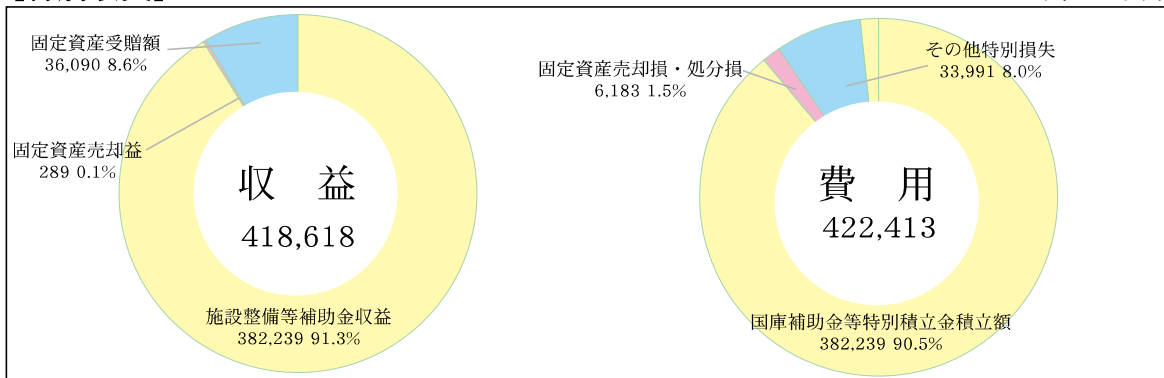 固定資産受贈額
36,090 8.6%
固定資産売却益
289 0.1%
収 益
418,618
施設整備等補助金収益
382,239 91.3%
固定資産売却損・処分損
6,183 1.5%
その他特別損失
33,991 8.0%
費 用
422,413
国庫補助金等特別積立金積立額
382,239 90.5%